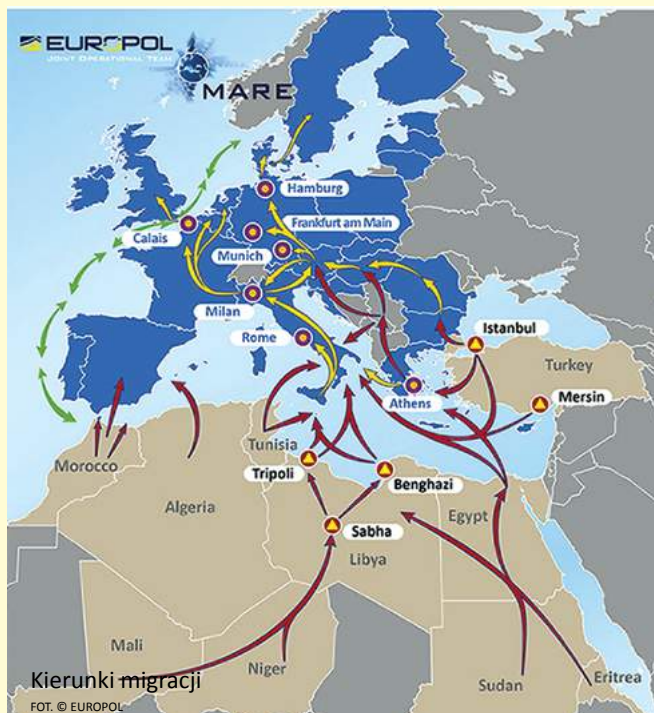 EUROPOL
JOINT OPERATIONAL TEAM
MARE
Hamburg
Calais
Frankfurt am Main
Munich
Milan
Rome
Istanbul
Turkey
Athens
Mersin
Morocco
Tunisia
Tripoli
Benghazi
Algeria
Egypt
Sabha
Libya
Mali
Niger
Sudan
Eritrea
Kierunki migracji
FOT. © EUROPOL